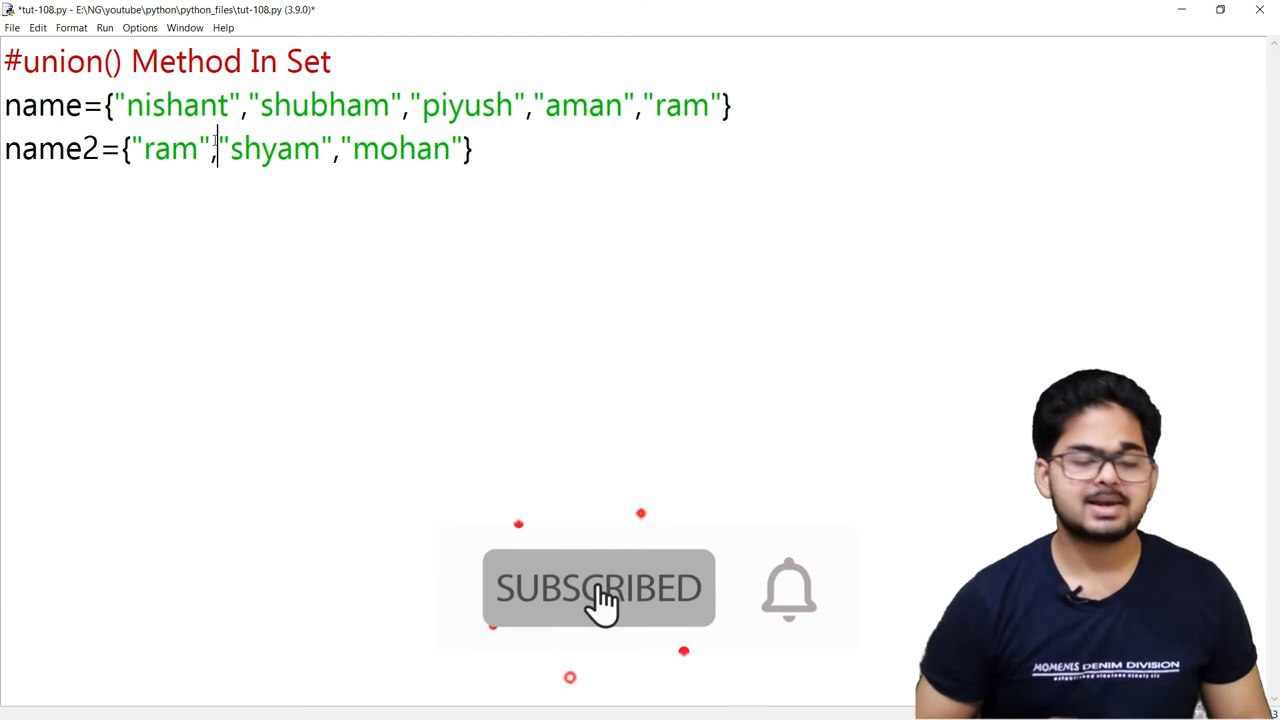 *tut-108.py - E:\NG\youtube\python\python_files\tut-108.py (3.9.0)*
File Edit Format Run Options Window Help
#union() Method In Set
name={"nishant","shubham","piyush","aman","ram"}
name2={"ram","shyam","mohan"}
SUBSCRIBED
MOMENTS DENIM DIVISION